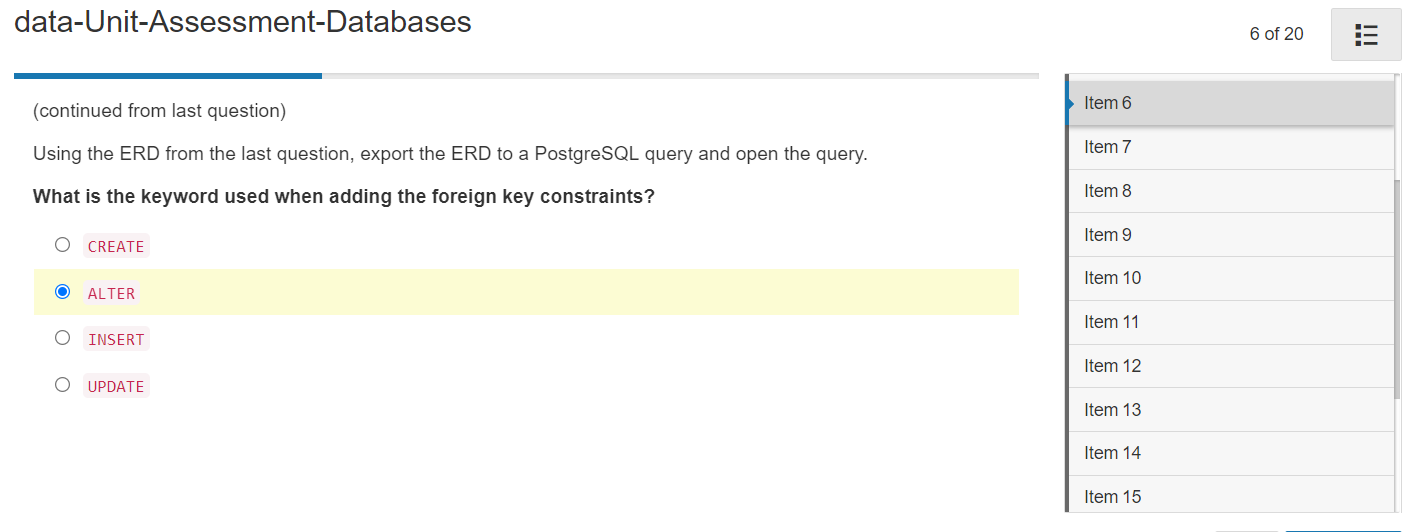 data-Unit-Assessment-Databases
6 of 20
(continued from last question)
Using the ERD from the last question, export the ERD to a PostgreSQL query and open the query.
What is the keyword used when adding the foreign key constraints?
CREATE
ALTER
INSERT
UPDATE
Item 6
Item 7
Item 8
Item 9
Item 10
Item 11
Item 12
Item 13
Item 14
Item 15